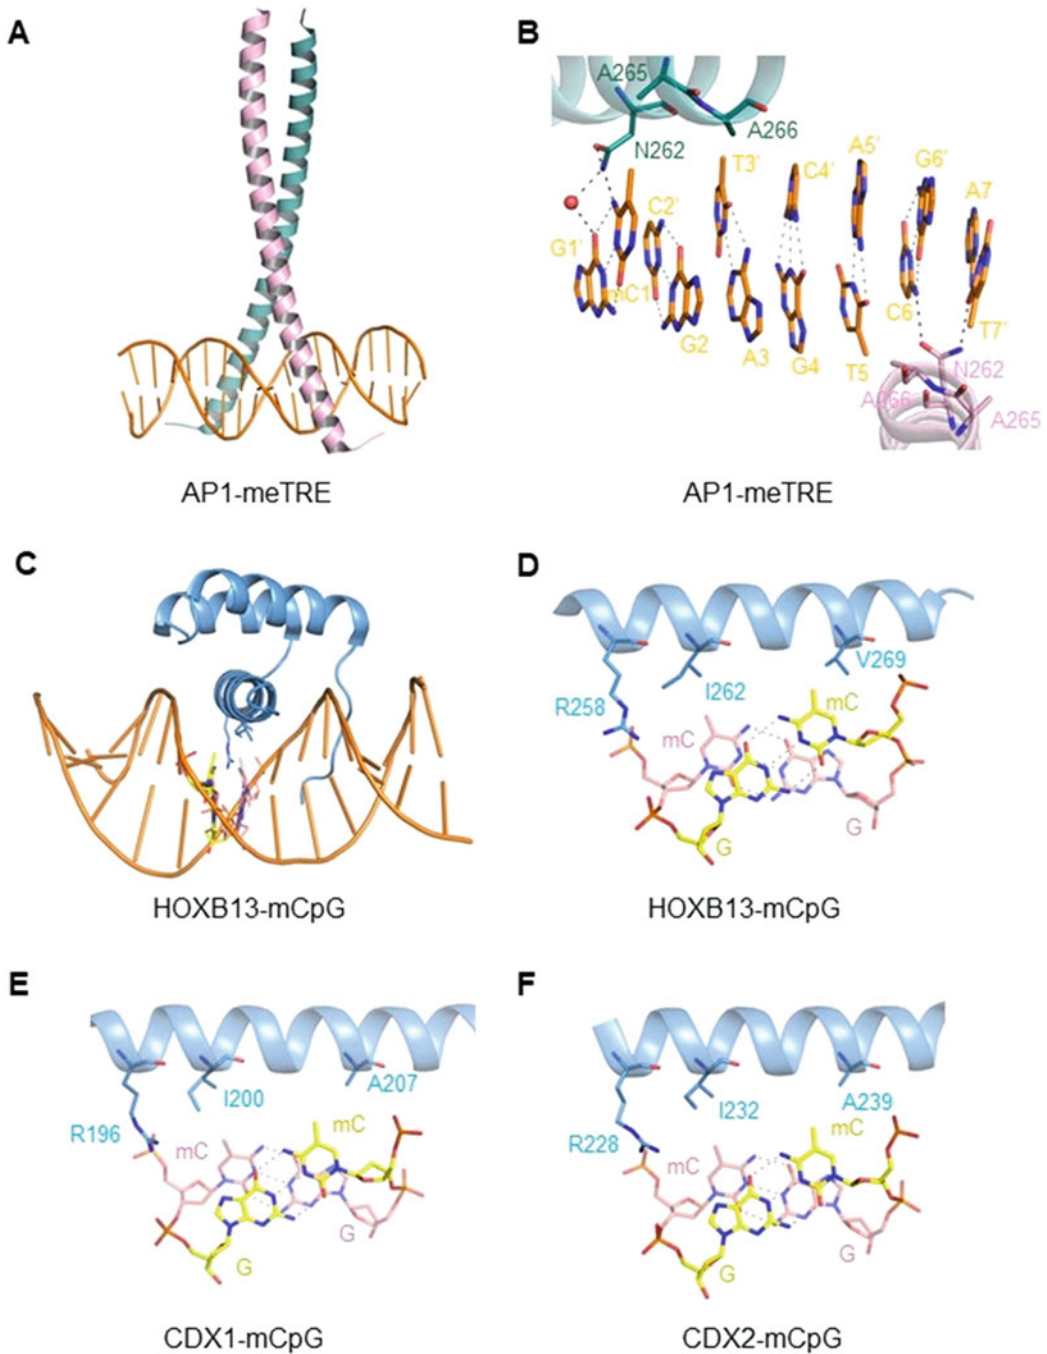 A
B
A265
A266
N262
T3'
C4'
A5'
G6'
A7
C2'
G1'
mC1
G2
A3
G4
T5
C6
T7'
N262
A266
A265
AP1-meTRE
AP1-meTRE
C
D
V269
I262
R258
mC
mC
G
G
HOXB13-mCpG
HOXB13-mCpG
E
F
A207
I200
R196
mC
mC
G
G
A239
I232
R228
mC
mC
G
G
CDX1-mCpG
CDX2-mCpG